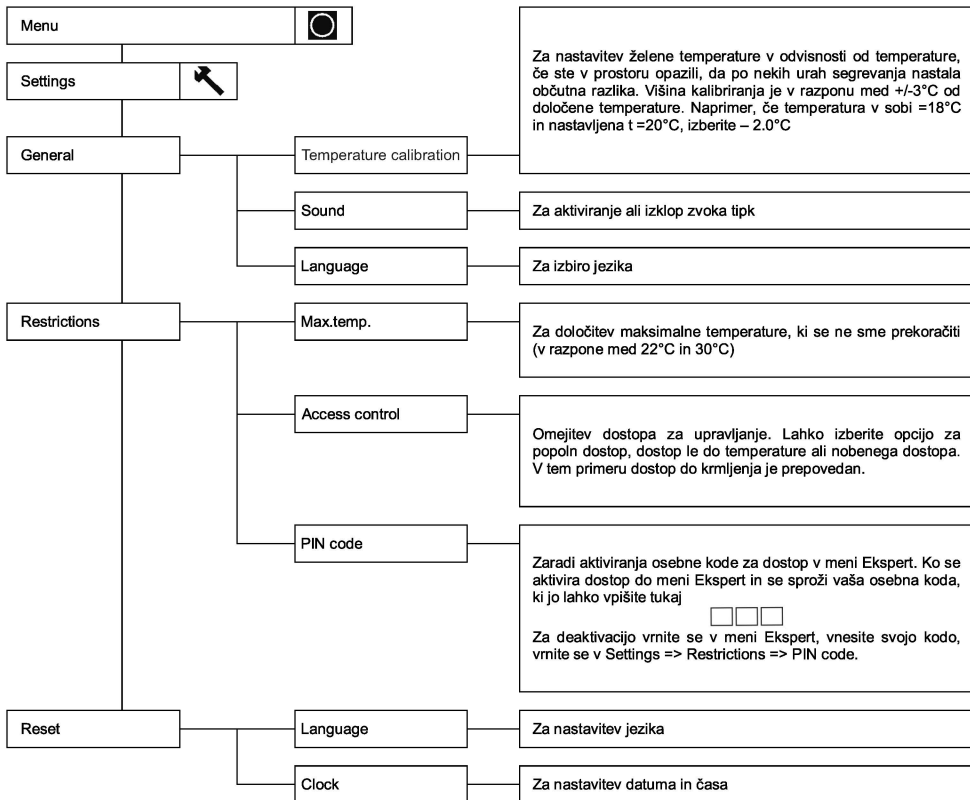 Menu
Settings
General
Temperature calibration
Za nastavitev želene temperature v odvisnosti od temperature,
če ste v prostoru opazili, da po nekih urah segrevanja nastala
občutna razlika. Višina kalibriranja je v razponu med +/-3°C od
določene temperature. Naprimer, če temperatura v sobi =18°C
in nastavljena t =20°C, izberite – 2.0°C
Sound
Za aktiviranje ali izklop zvoka tipk
Language
Za izbiro jezika
Restrictions
Max.temp.
Za določitev maksimalne temperature, ki se ne sme prekoračiti
(v razpone med 22°C in 30°C)
Access control
Omejitev dostopa za upravljanje. Lahko izberite opcijo za
popoln dostop, dostop le do temperature ali nobenega dostopa.
V tem primeru dostop do krmljenja je prepovedan.
PIN code
Zaradi aktiviranja osebne kode za dostop v meni Ekspert. Ko se
aktivira dostop do meni Ekspert in se sproži vaša osebna koda,
ki jo lahko vpišite tukaj
Za deaktivacijo vrnite se v meni Ekspert, vnesite svojo kodo,
vrnite se v Settings => Restrictions => PIN code.
Reset
Language
Za nastavitev jezika
Clock
Za nastavitev datuma in časa